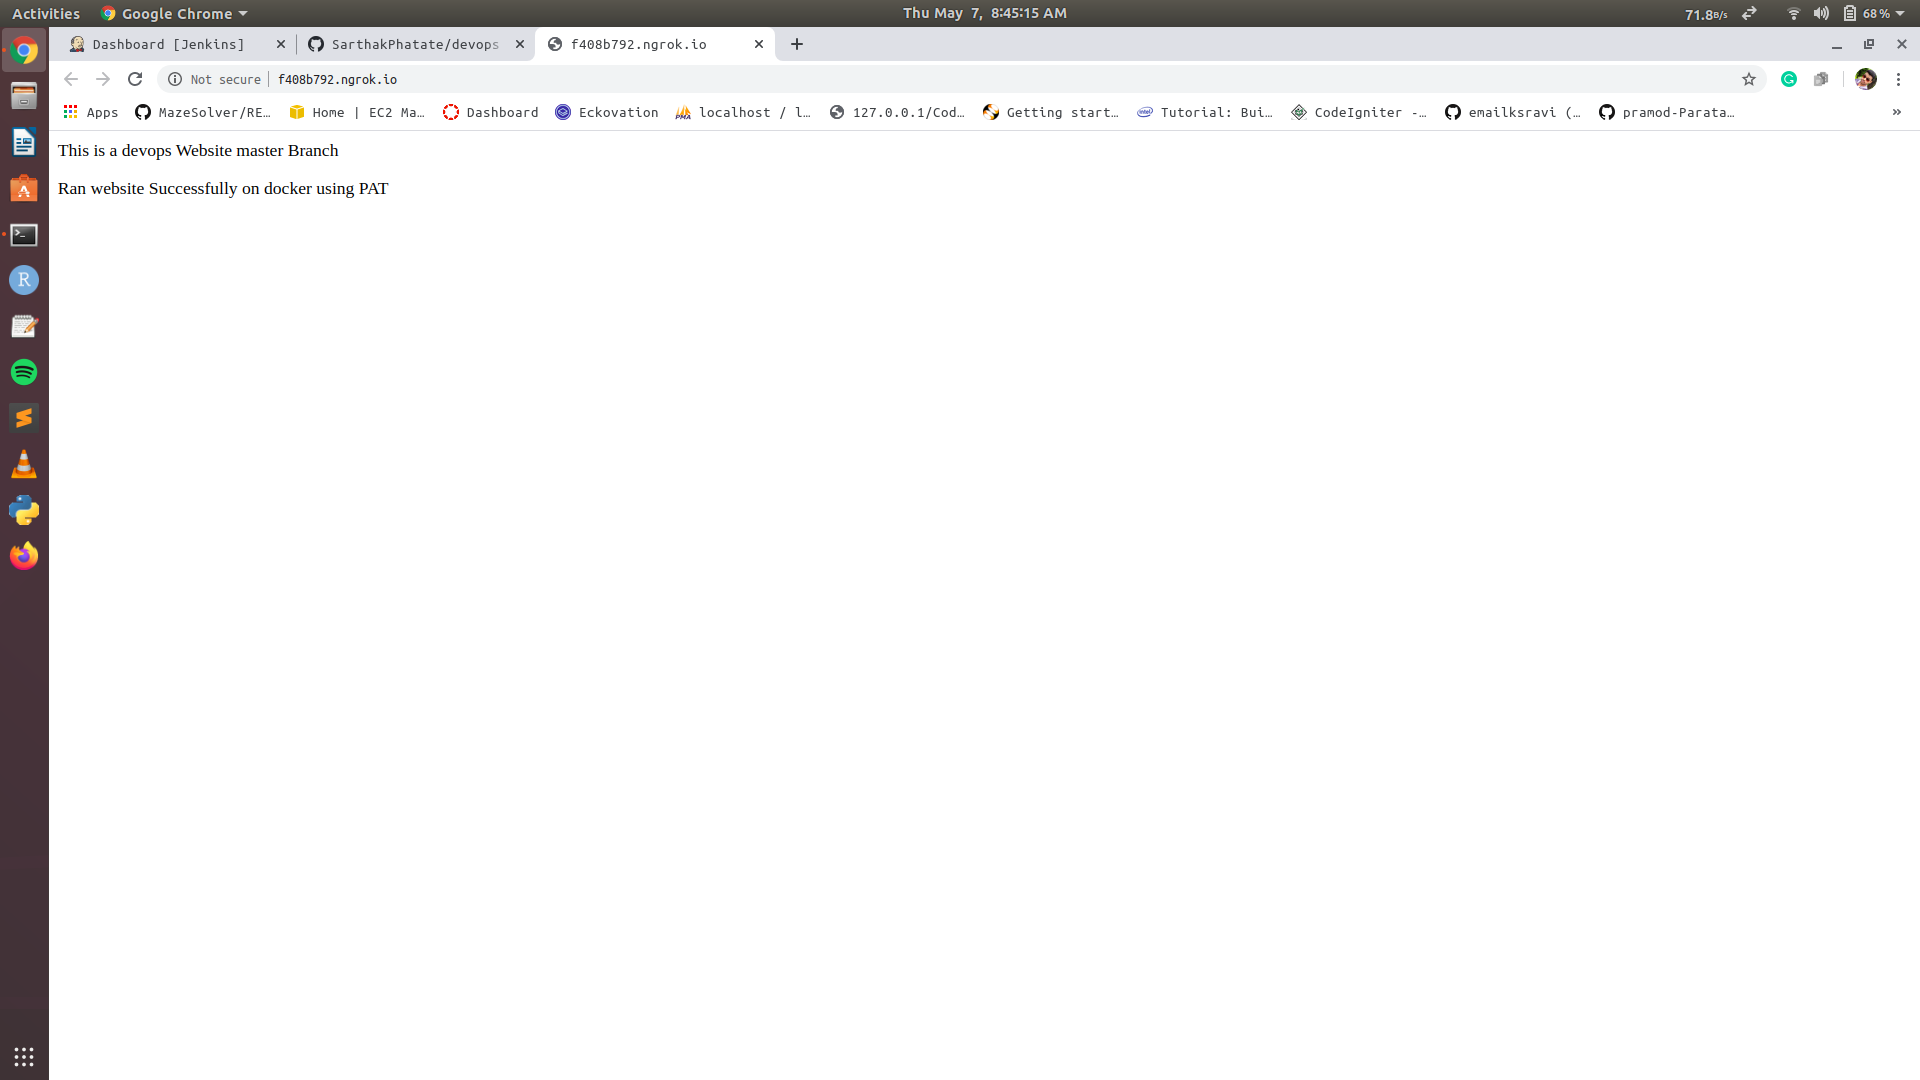 Activities Google Chrome Thu May 7, 8:45:15 AM 71.8B/s 68 %
Dashboard [Jenkins] SarthakPhatate/devops f408b792.ngrok.io
Not secure f408b792.ngrok.io
Apps MazeSolver/RE… Home | EC2 Ma… Dashboard Eckovation localhost / l… 127.0.0.1/Cod… Getting start… Tutorial: Bui… CodeIgniter -… emailksravi (… pramod-Parata… »
This is a devops Website master Branch
Ran website Successfully on docker using PAT